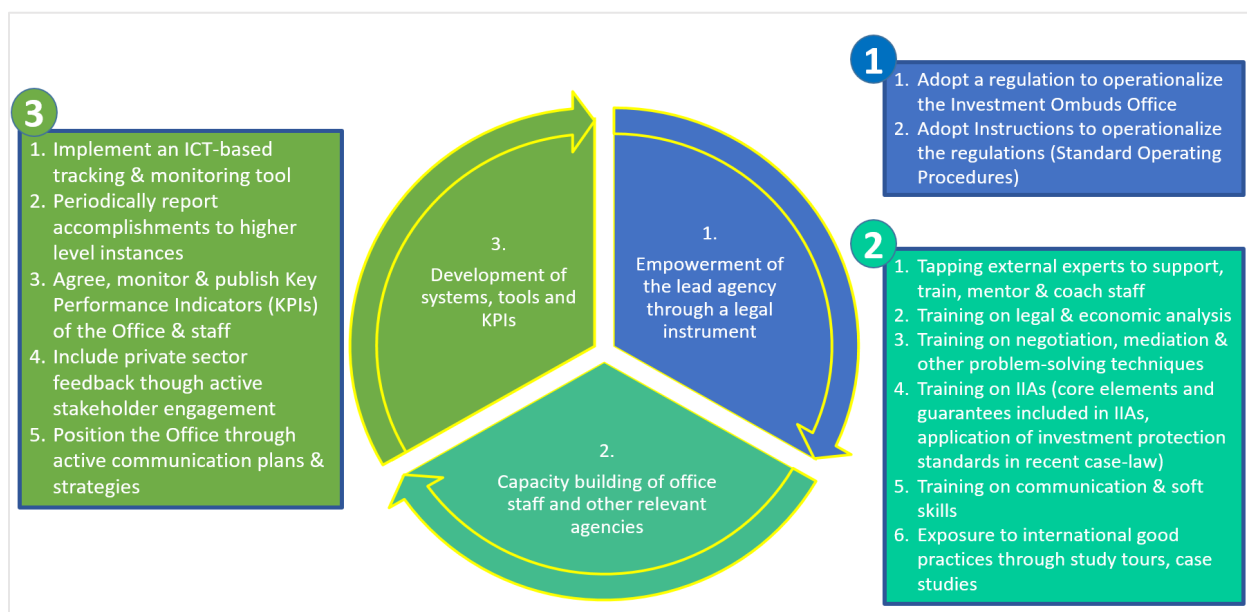 1
1. Adopt a regulation to operationalize
the Investment Ombuds Office
2. Adopt Instructions to operationalize
the regulations (Standard Operating
Procedures)
3
1. Implement an ICT-based
tracking & monitoring tool
2. Periodically report
accomplishments to higher
level instances
3. Agree, monitor & publish Key
Performance Indicators (KPIs)
of the Office & staff
4. Include private sector
feedback though active
stakeholder engagement
5. Position the Office through
active communication plans &
strategies
3.
Development of
systems, tools and
KPIs
1.
Empowerment of
the lead agency
through a legal
instrument
2.
Capacity building of office
staff and other relevant
agencies
2
1. Tapping external experts to support,
train, mentor & coach staff
2. Training on legal & economic analysis
3. Training on negotiation, mediation &
other problem-solving techniques
4. Training on IIAs (core elements and
guarantees included in IIAs,
application of investment protection
standards in recent case-law)
5. Training on communication & soft
skills
6. Exposure to international good
practices through study tours, case
studies